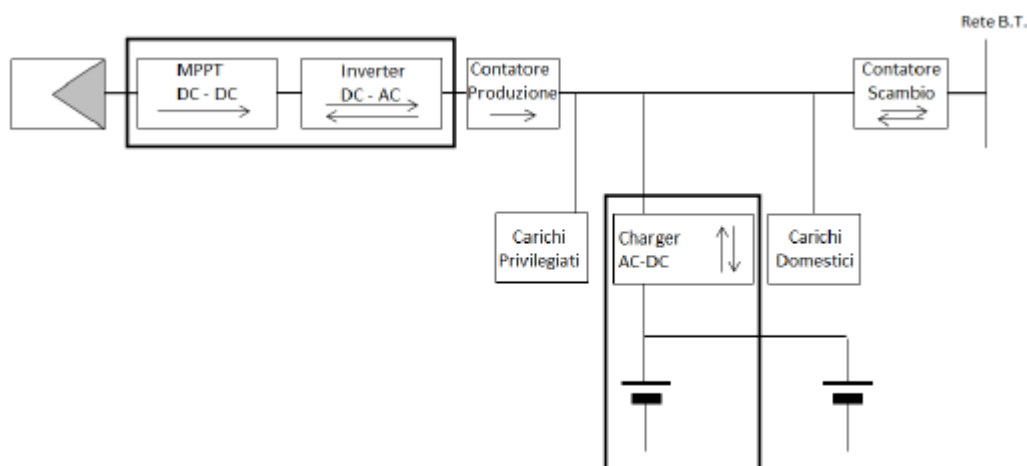 Rete B.T.
MPPT
DC - DC
Inverter
DC - AC
Contatore
Produzione
Contatore
Scambio
Carichi
Privilegiati
Charger
AC-DC
Carichi
Domestici